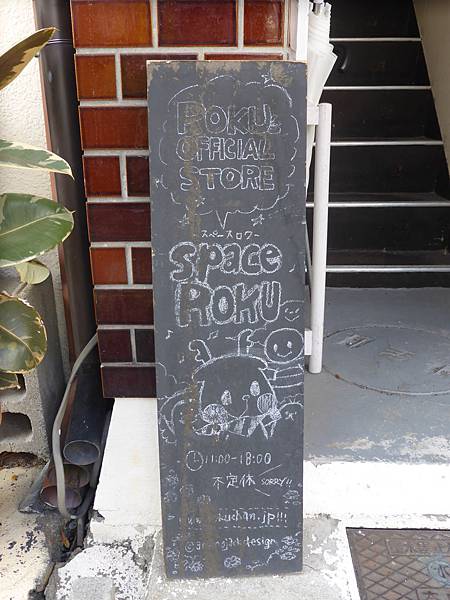 ROKU
OFFICIAL
STORE
スペースロクー
space
ROKU
11:00-18:00
不定休 SORRY!!